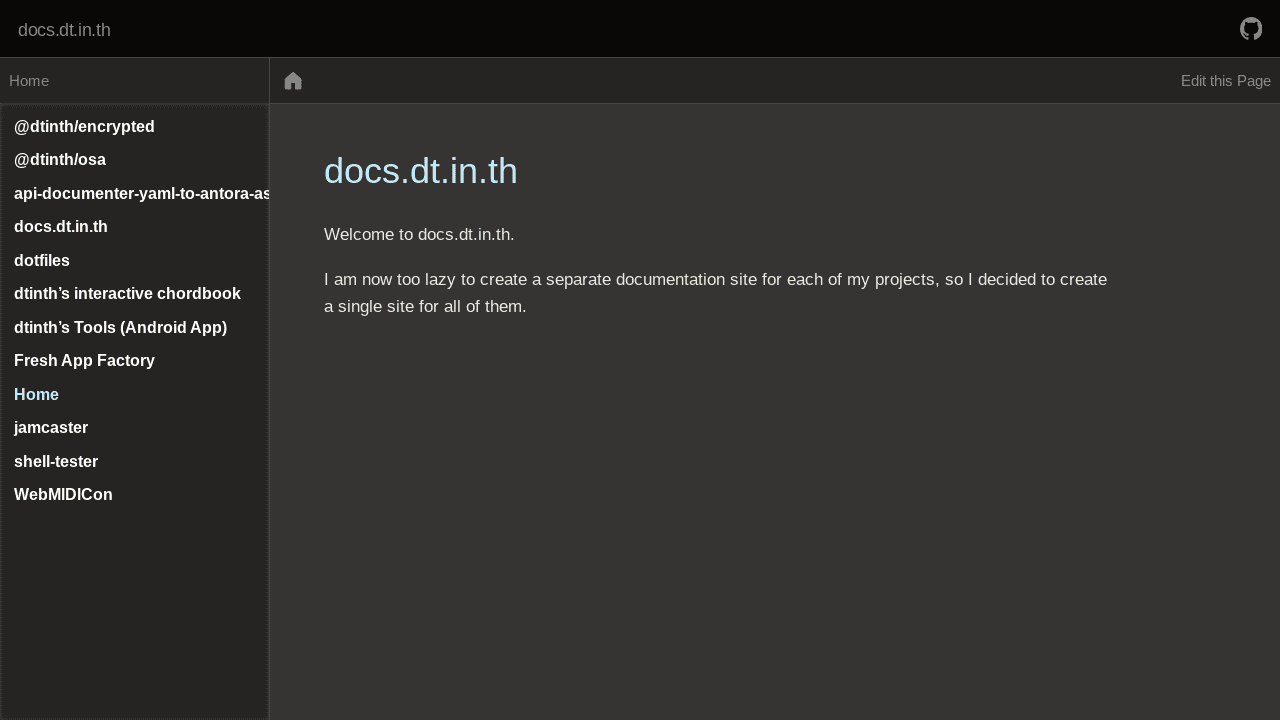 docs.dt.in.th
Home
Edit this Page
@dtinth/encrypted
@dtinth/osa
api-documenter-yaml-to-antora-as
docs.dt.in.th
dotfiles
dtinth’s interactive chordbook
dtinth’s Tools (Android App)
Fresh App Factory
Home
jamcaster
shell-tester
WebMIDICon
docs.dt.in.th
Welcome to docs.dt.in.th.
I am now too lazy to create a separate documentation site for each of my projects, so I decided to create
a single site for all of them.